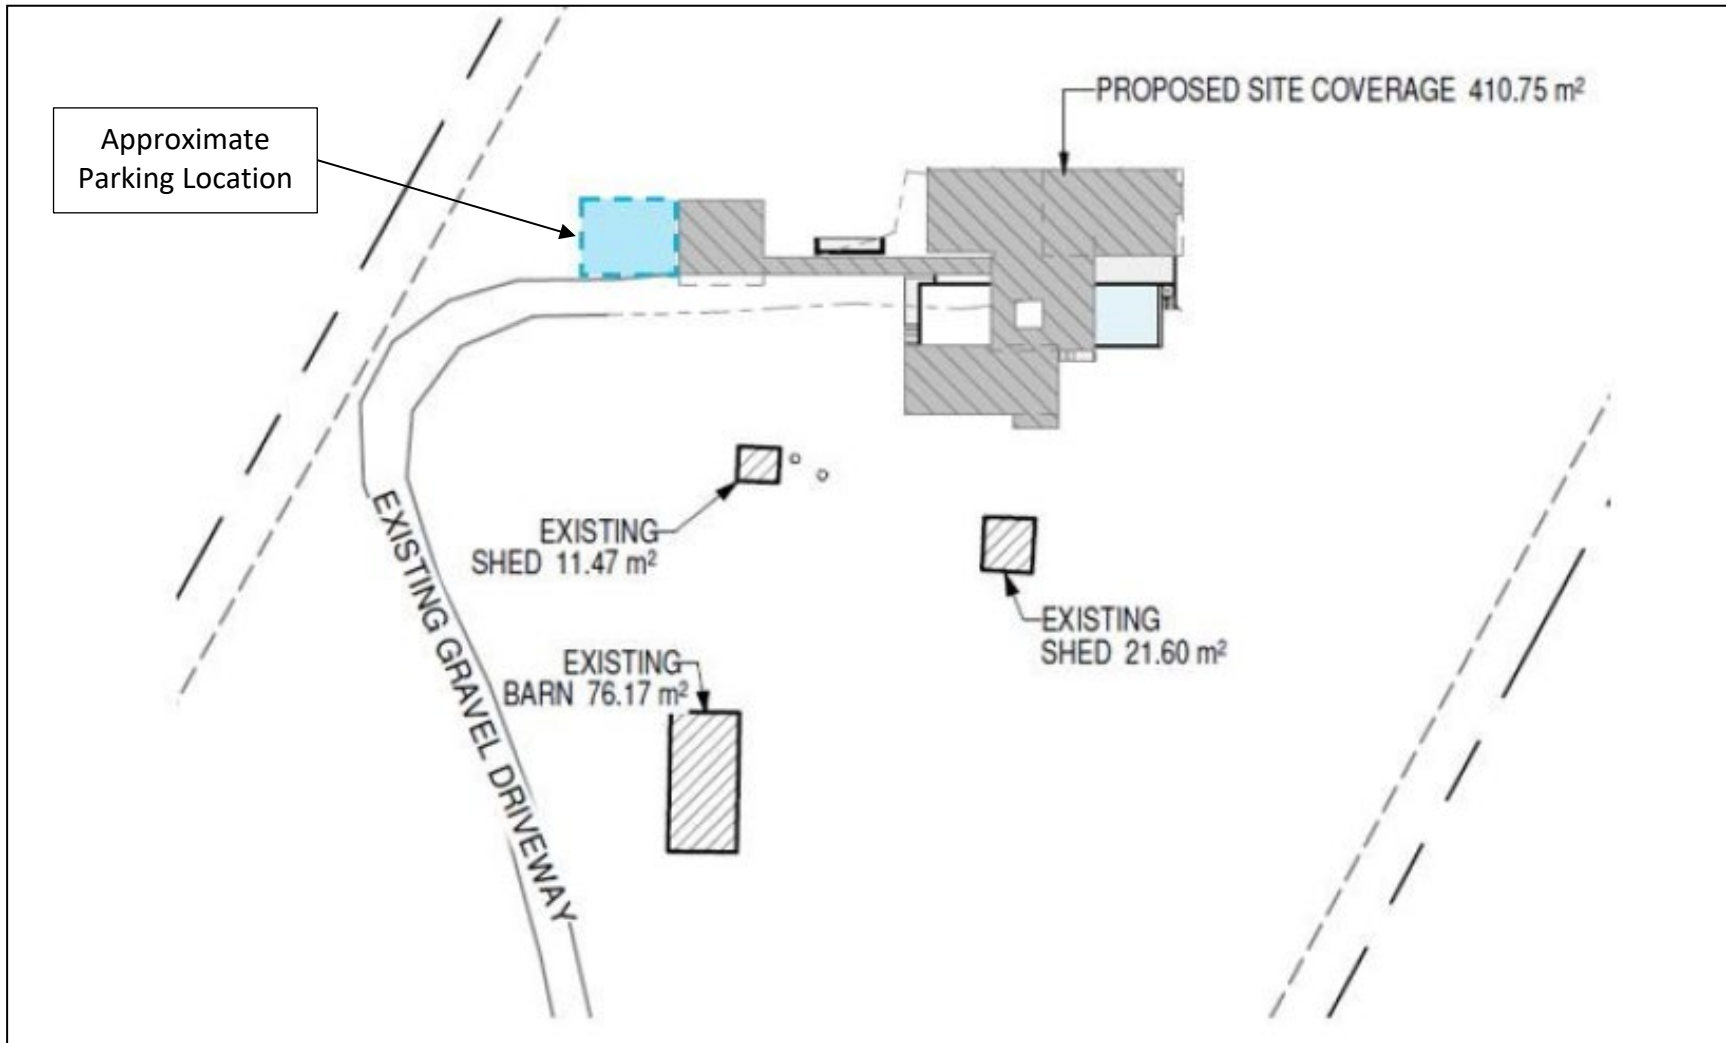 PROPOSED SITE COVERAGE 410.75 m²
Approximate
Parking Location
EXISTING
SHED 11.47 m²
EXISTING GRAVEL DRIVEWAY
EXISTING
SHED 21.60 m²
EXISTING
BARN 76.17 m²